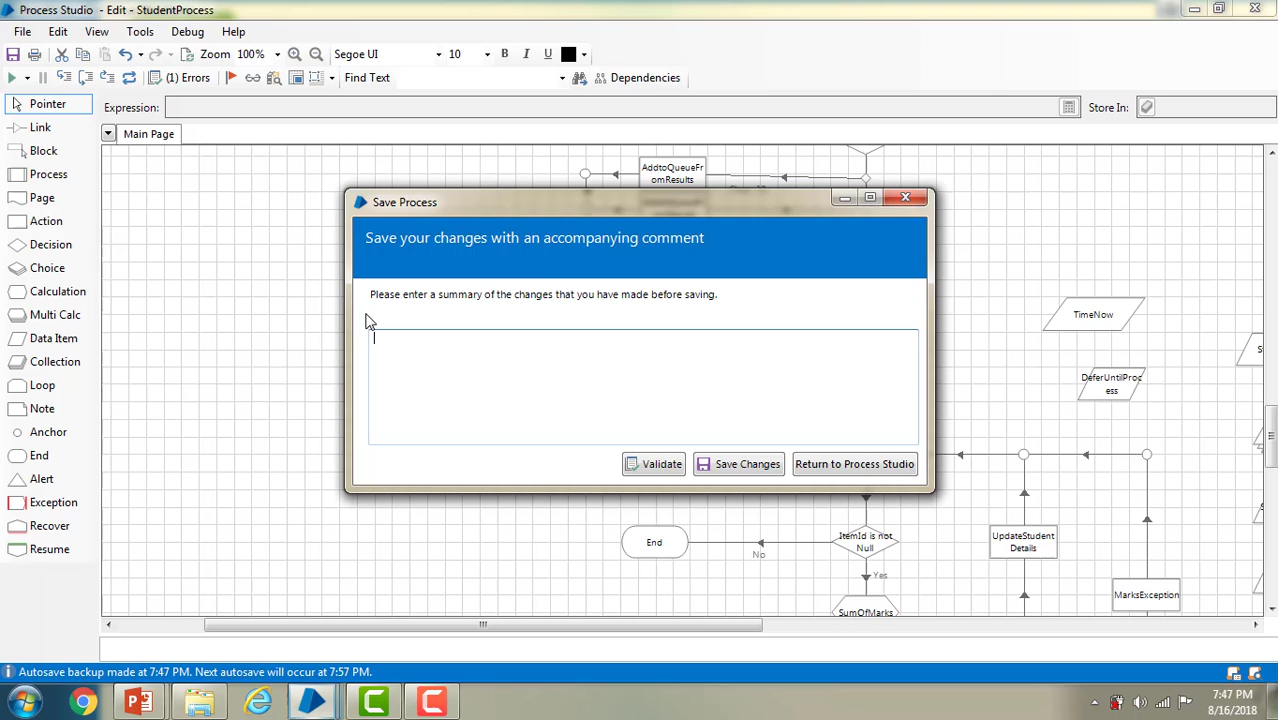 Process Studio - Edit - StudentProcess
File Edit View Tools Debug Help
Zoom 100% Segoe UI 10 B I U
(1) Errors Find Text Dependencies
Pointer
Expression: Store In:
Link
Main Page
Block
Process
Page
Action
Decision
Choice
Calculation
Multi Calc
Data Item
Collection
Loop
Note
Anchor
End
Alert
Exception
Recover
Resume
AddtoQueueFr
omResults
Save Process
Save your changes with an accompanying comment
Please enter a summary of the changes that you have made before saving.
Validate Save Changes Return to Process Studio
TimeNow
DeferUntilProc
ess
End
No
ItemId is not
Null
Yes
SumOfMarks
UpdateStudent
Details
MarksException
Autosave backup made at 7:47 PM. Next autosave will occur at 7:57 PM.
7:47 PM
8/16/2018